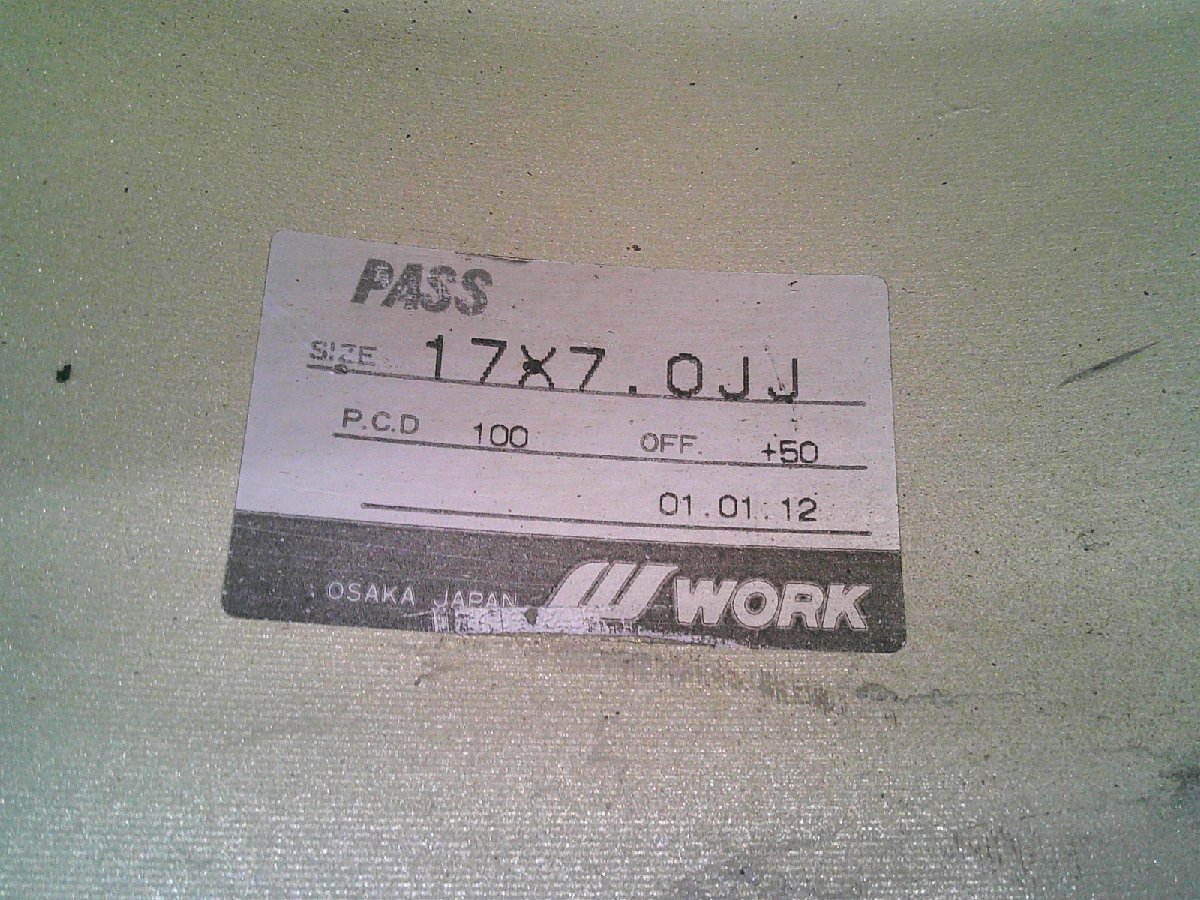 PASS
SIZE 17X7.0JJ
P.C.D 100 OFF. +50
01.01.12
OSAKA JAPAN WORK